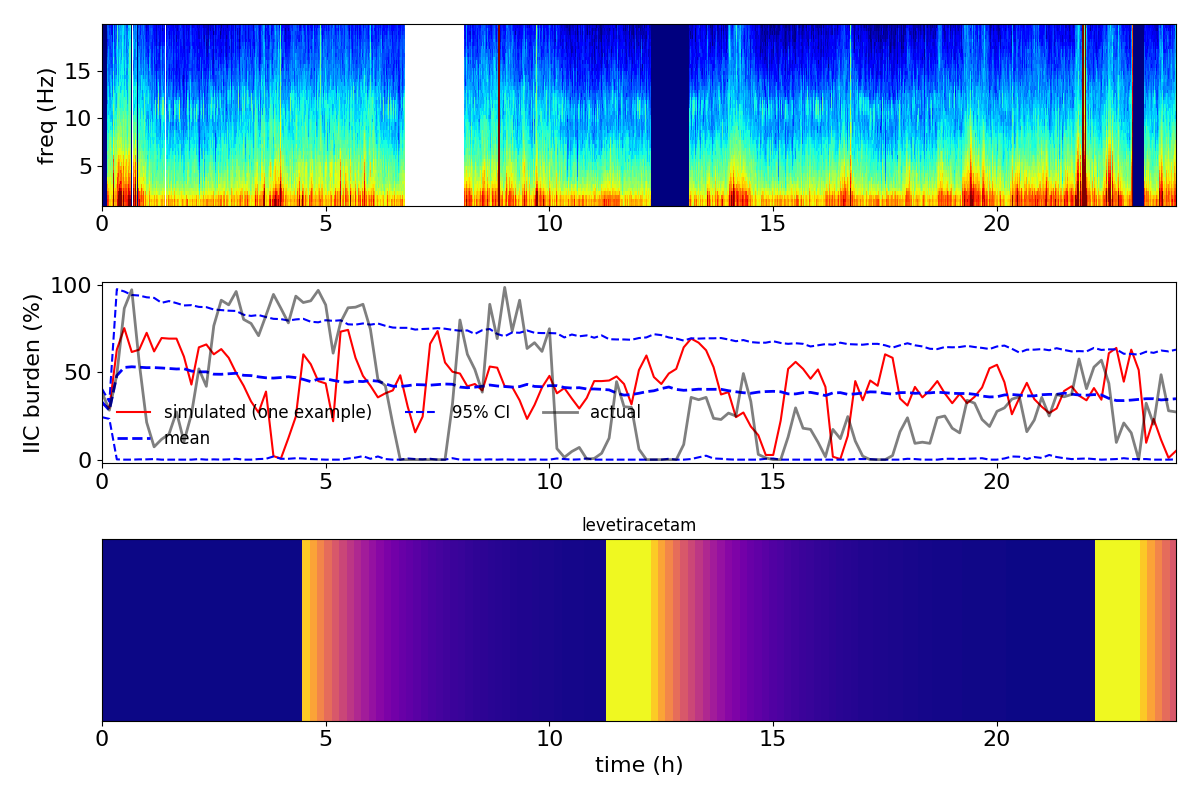 freq (Hz)
15
10
5
0 5 10 15 20
IIC burden (%)
100
50
0
simulated (one example) 95% CI actual
mean
0 5 10 15 20
levetiracetam
0 5 10 15 20
time (h)